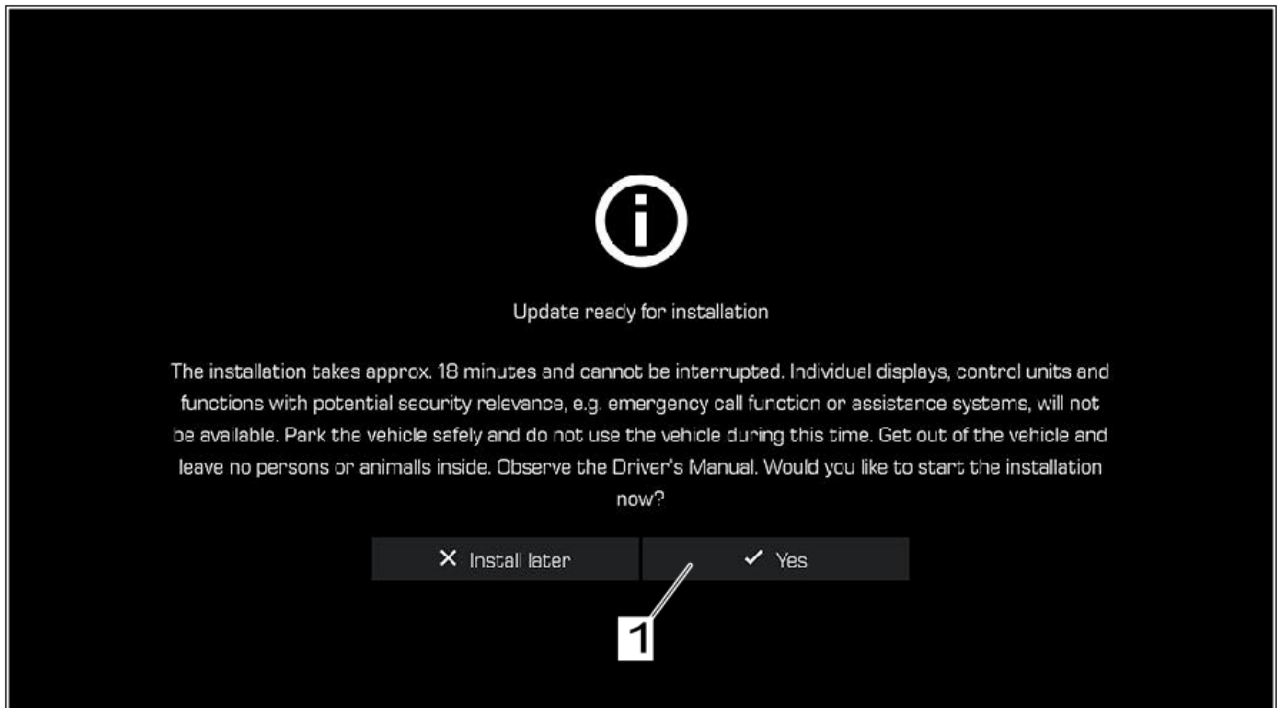 Update ready for installation
The installation takes approx. 18 minutes and cannot be interrupted. Individual displays, control units and
functions with potential security relevance, e.g. emergency call function or assistance systems, will not
be available. Park the vehicle safely and do not use the vehicle during this time. Get out of the vehicle and
leave no persons or animalls inside. Observe the Driver's Manual. Would you like to start the installation
now?
Install later
Yes
1